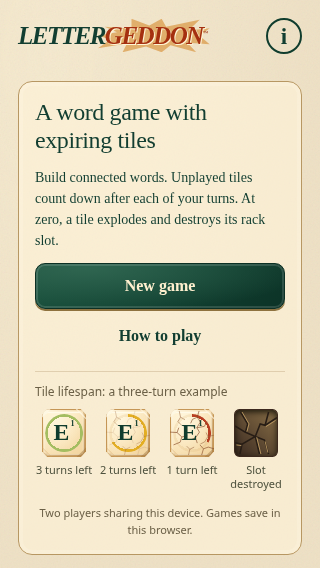 LETTERGEDDON
i
A word game with
expiring tiles
Build connected words. Unplayed tiles
count down after each of your turns. At
zero, a tile explodes and destroys its rack
slot.
New game
How to play
Tile lifespan: a three-turn example
E1 E1 E1
3 turns left 2 turns left 1 turn left Slot
destroyed
Two players sharing this device. Games save in
this browser.